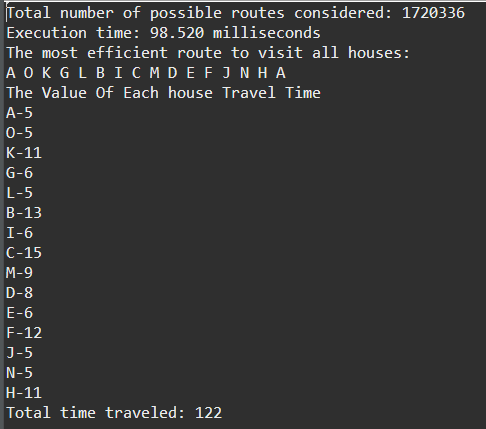 Total number of possible routes considered: 1720336
Execution time: 98.520 milliseconds
The most efficient route to visit all houses:
A O K G L B I C M D E F J N H A
The Value Of Each house Travel Time
A-5
O-5
K-11
G-6
L-5
B-13
I-6
C-15
M-9
D-8
E-6
F-12
J-5
N-5
H-11
Total time traveled: 122